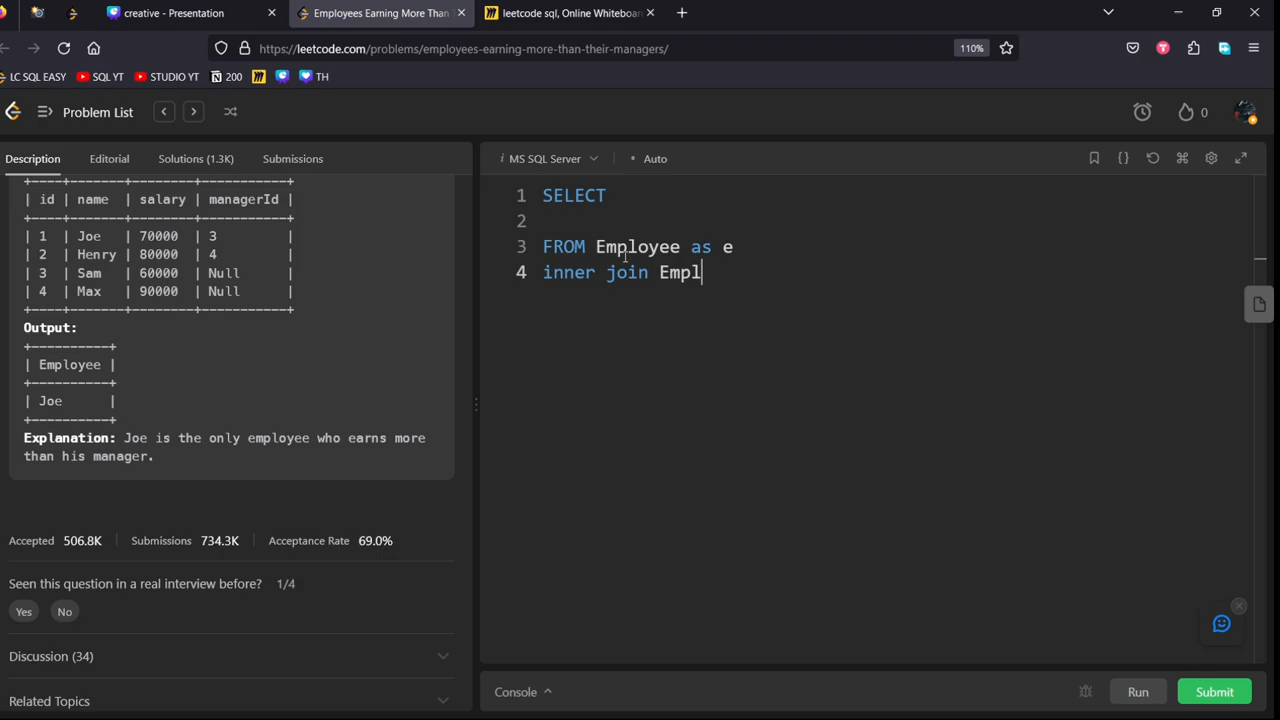 creative - Presentation
Employees Earning More Than
leetcode sql, Online Whiteboar
https://leetcode.com/problems/employees-earning-more-than-their-managers/
110%
LC SQL EASY
SQL YT
STUDIO YT
200
TH
Problem List
0
Description
Editorial
Solutions (1.3K)
Submissions
+----+-------+--------+-----------+
| id | name | salary | managerId |
+----+-------+--------+-----------+
| 1 | Joe | 70000 | 3 |
| 2 | Henry | 80000 | 4 |
| 3 | Sam | 60000 | Null |
| 4 | Max | 90000 | Null |
+----+-------+--------+-----------+
Output:
+----------+
| Employee |
+----------+
| Joe |
+----------+
Explanation: Joe is the only employee who earns more
than his manager.
Accepted 506.8K
Submissions 734.3K
Acceptance Rate 69.0%
Seen this question in a real interview before? 1/4
Yes
No
Discussion (34)
Related Topics
i MS SQL Server
• Auto
1 SELECT
2
3 FROM Employee as e
4 inner join Empl
Console
Run
Submit